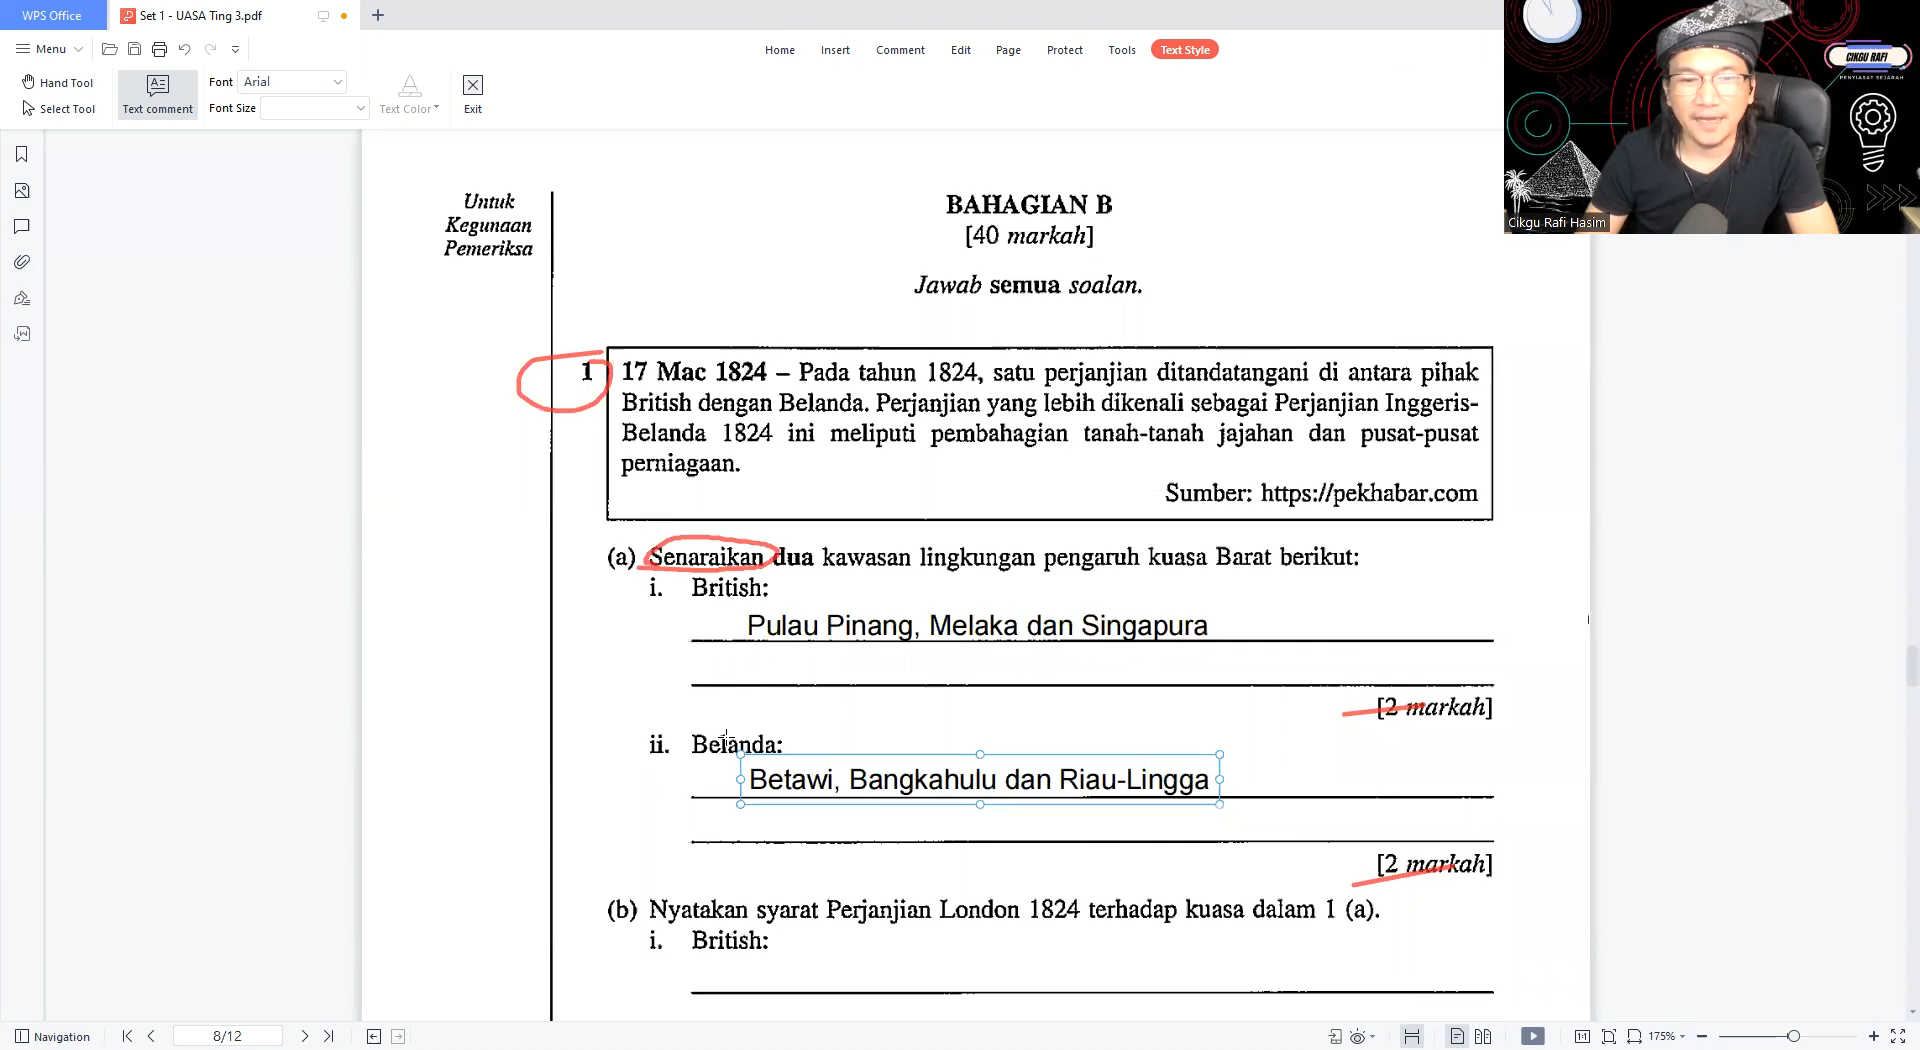 WPS Office
Set 1 - UASA Ting 3.pdf
Menu
Home Insert Comment Edit Page Protect Tools Text Style
Hand Tool
Select Tool
Text comment
Font Arial
Font Size
Text Color
Exit
CIKGU RAFI
PENYIASAT SEJARAH
Cikgu Rafi Hasim
Untuk
Kegunaan
Pemeriksa
BAHAGIAN B
[40 markah]
Jawab semua soalan.
1 17 Mac 1824 – Pada tahun 1824, satu perjanjian ditandatangani di antara pihak
British dengan Belanda. Perjanjian yang lebih dikenali sebagai Perjanjian Inggeris-
Belanda 1824 ini meliputi pembahagian tanah-tanah jajahan dan pusat-pusat
perniagaan.
Sumber: https://pekhabar.com
(a) Senaraikan dua kawasan lingkungan pengaruh kuasa Barat berikut:
i. British:
Pulau Pinang, Melaka dan Singapura
[2 markah]
ii. Belanda:
Betawi, Bangkahulu dan Riau-Lingga
[2 markah]
(b) Nyatakan syarat Perjanjian London 1824 terhadap kuasa dalam 1 (a).
i. British:
Navigation
8/12
1:1
175%